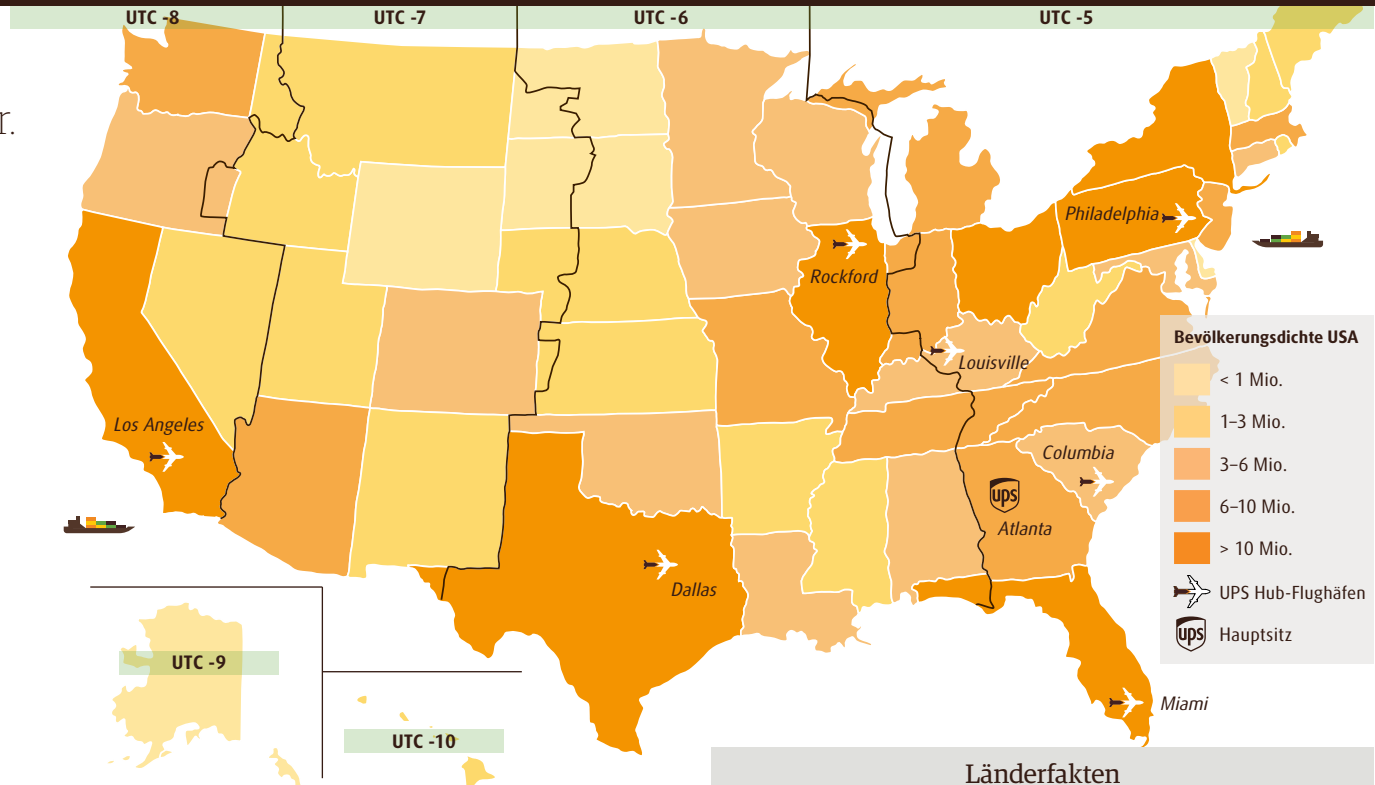 UTC -8
UTC -7
UTC -6
UTC -5
r.
Philadelphia
Rockford
Louisville
Los Angeles
Columbia
ups
Atlanta
Dallas
Miami
Bevölkerungsdichte USA
< 1 Mio.
1–3 Mio.
3–6 Mio.
6–10 Mio.
> 10 Mio.
UPS Hub-Flughäfen
ups Hauptsitz
UTC -9
UTC -10
Länderfakten